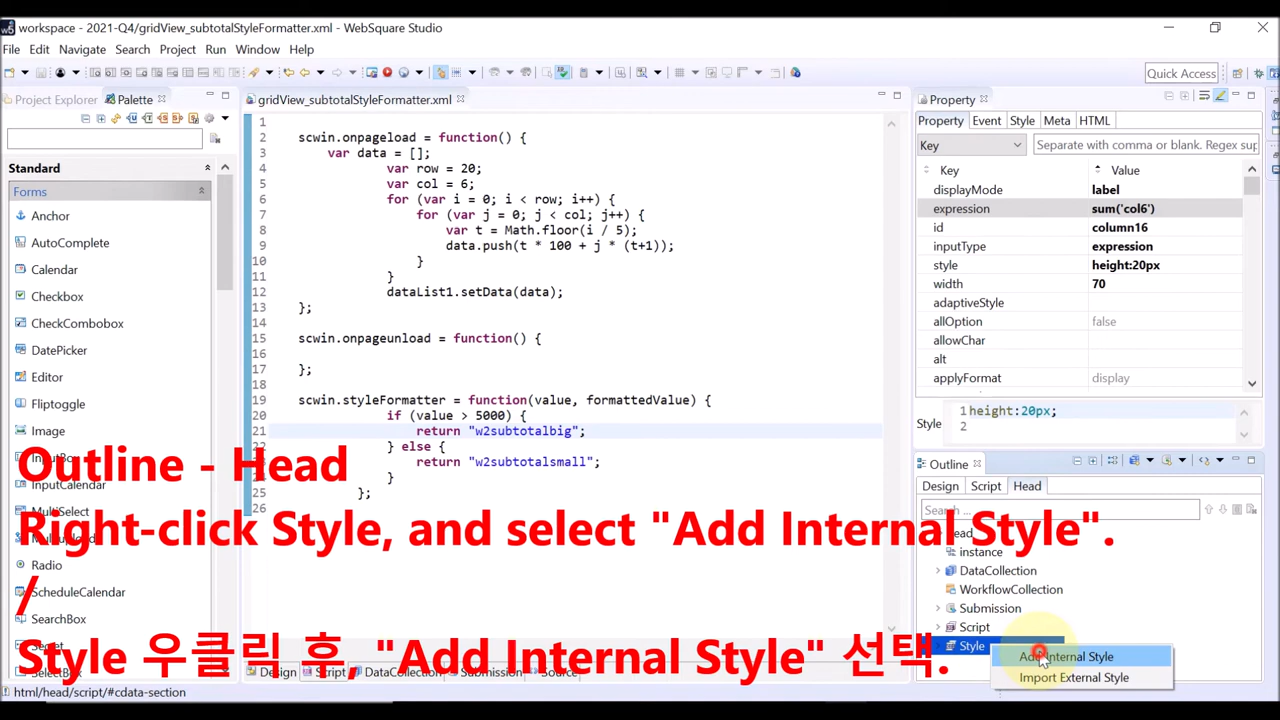 workspace - 2021-Q4/gridView_subtotalStyleFormatter.xml - WebSquare Studio
File Edit Navigate Search Project Run Window Help
Quick Access
Project Explorer Palette
Standard
Forms
Anchor
AutoComplete
Calendar
Checkbox
CheckCombobox
DatePicker
Editor
Fliptoggle
Image
InputCalendar
MultiSelect
Radio
ScheduleCalendar
SearchBox
Secret
SelectBox
gridView_subtotalStyleFormatter.xml
1
2 scwin.onpageload = function() {
3 var data = [];
4 var row = 20;
5 var col = 6;
6 for (var i = 0; i < row; i++) {
7 for (var j = 0; j < col; j++) {
8 var t = Math.floor(i / 5);
9 data.push(t * 100 + j * (t+1));
10 }
11 }
12 dataList1.setData(data);
13 };
14
15 scwin.onpageunload = function() {
16
17 };
18
19 scwin.styleFormatter = function(value, formattedValue) {
20 if (value > 5000) {
21 return "w2subtotalbig";
22 } else {
23 return "w2subtotalsmall";
24 }
25 };
26
Design Script DataCollection Submission Source
html/head/script/#cdata-section
Property
Property Event Style Meta HTML
Key Separate with comma or blank. Regex sup
Key Value
displayMode label
expression sum('col6')
id column16
inputType expression
style height:20px
width 70
adaptiveStyle
allOption false
allowChar
alt
applyFormat display
Style
1 height:20px;
2
Outline
Design Script Head
Search...
instance
DataCollection
WorkflowCollection
Submission
Script
Style
Add Internal Style
Import External Style
Outline - Head
Right-click Style, and select "Add Internal Style".
/
Style 우클릭 후, "Add Internal Style" 선택.